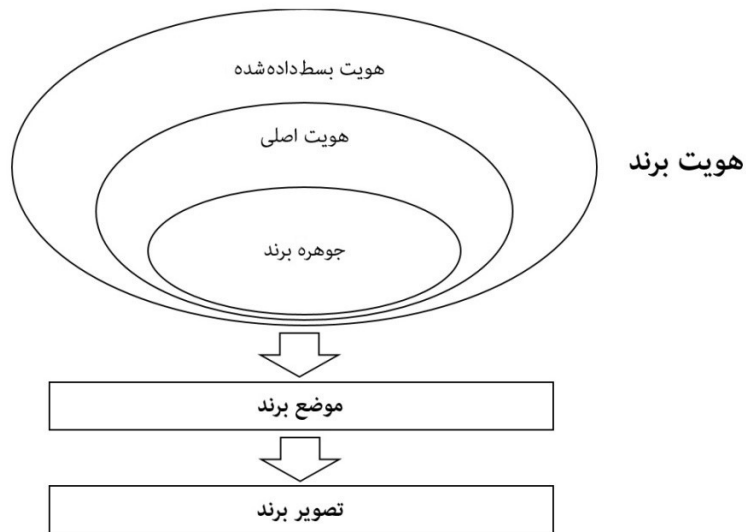 هویت بسط‌داده‌شده
هویت اصلی
هویت برند
جوهره برند
موضع برند
تصویر برند